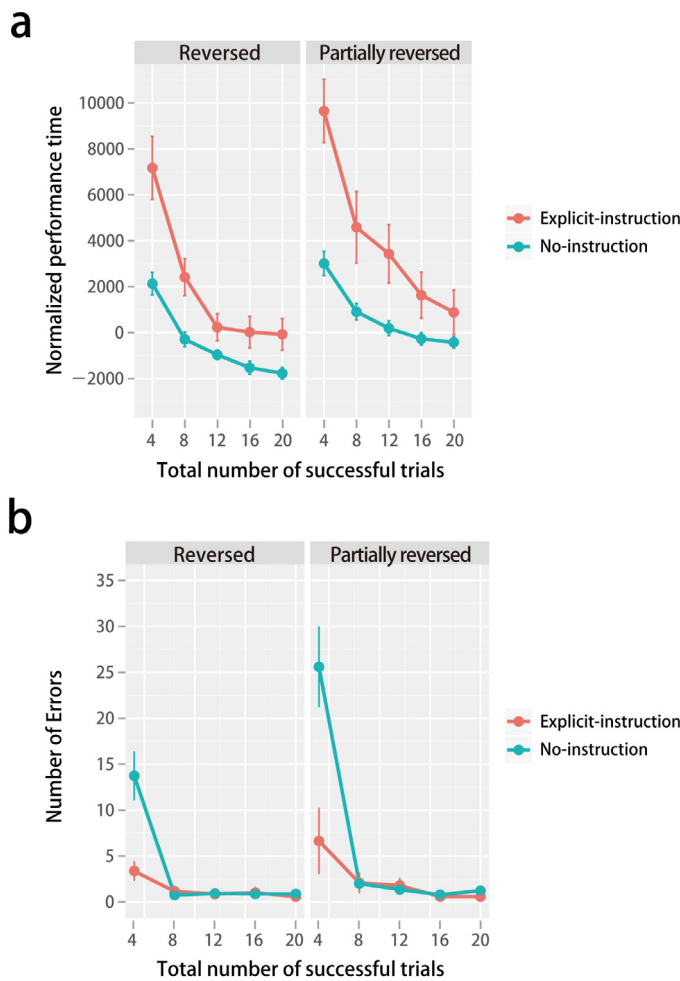 a
Reversed
Partially reversed
Normalized performance time
10000
8000
6000
4000
2000
0
−2000
4 8 12 16 20
4 8 12 16 20
Total number of successful trials
Explicit-instruction
No-instruction
b
Reversed
Partially reversed
Number of Errors
35
30
25
20
15
10
5
0
4 8 12 16 20
4 8 12 16 20
Total number of successful trials
Explicit-instruction
No-instruction